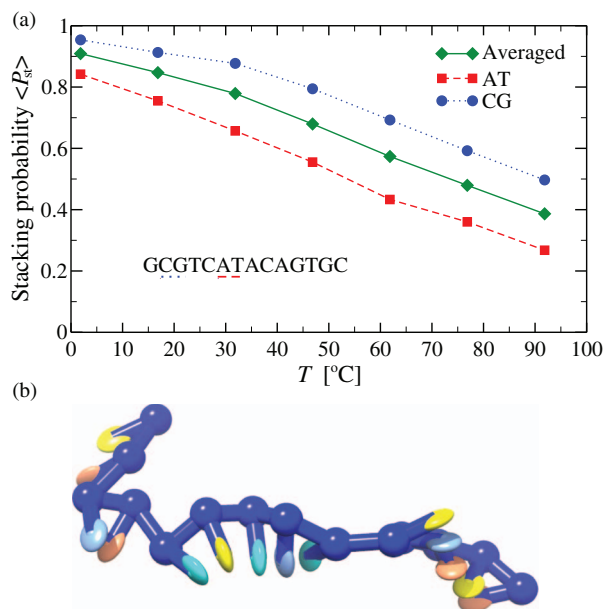 (a)
1
0.8
0.6
0.4
0.2
0
Stacking probability <P_st>
Averaged
AT
CG
GCGTCATACAGTGC
0 10 20 30 40 50 60 70 80 90 100
T [°C]
(b)